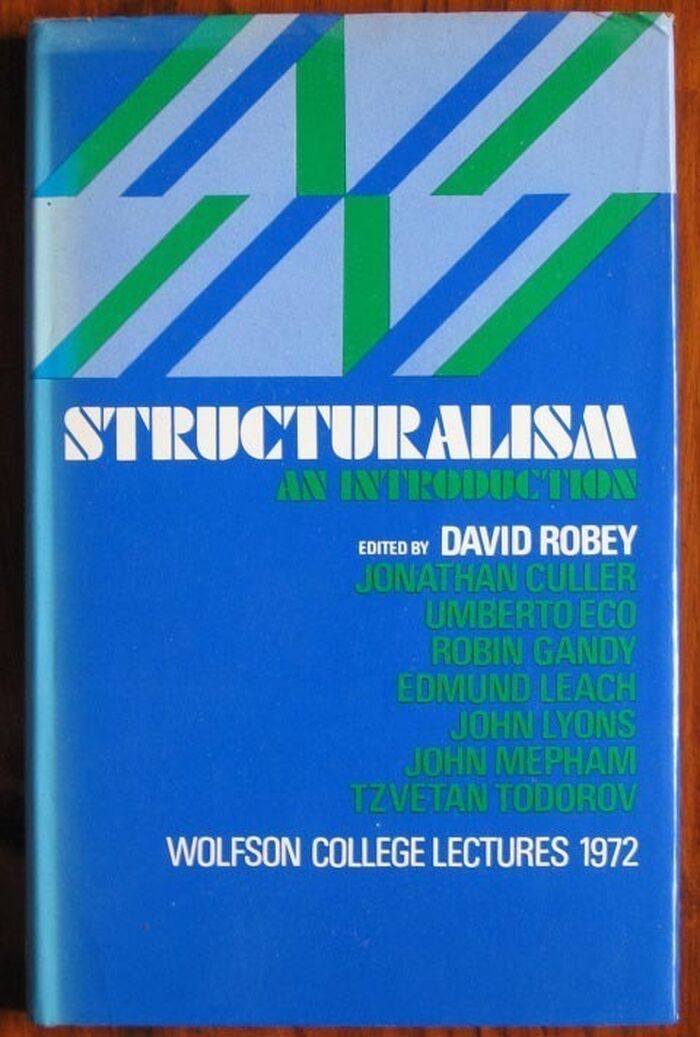 STRUCTURALISM
AN INTRODUCTION
EDITED BY DAVID ROBEY
JONATHAN CULLER
UMBERTO ECO
ROBIN GANDY
EDMUND LEACH
JOHN LYONS
JOHN MEPHAM
TZVETAN TODOROV
WOLFSON COLLEGE LECTURES 1972